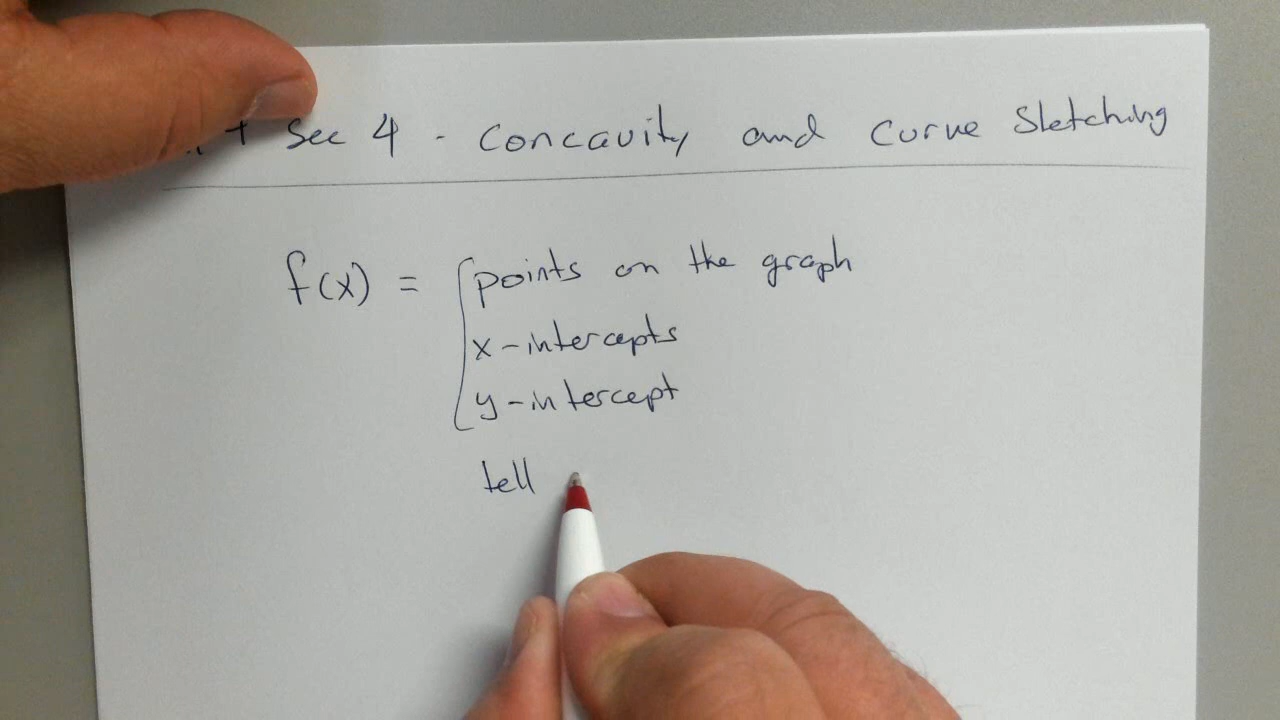 Sec 4 - Concavity and Curve Sketching
f(x) = points on the graph
x-intercepts
y-intercept
tell